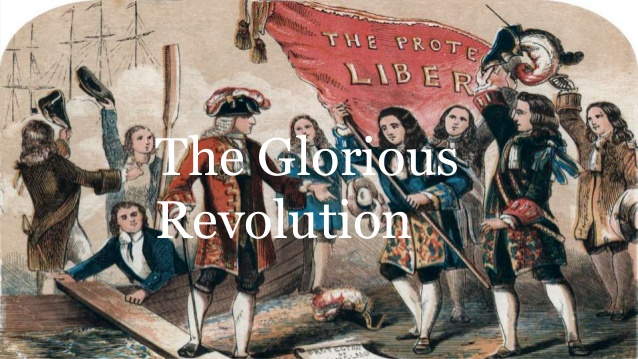 THE PROTE
LIBER
The Glorious
Revolution